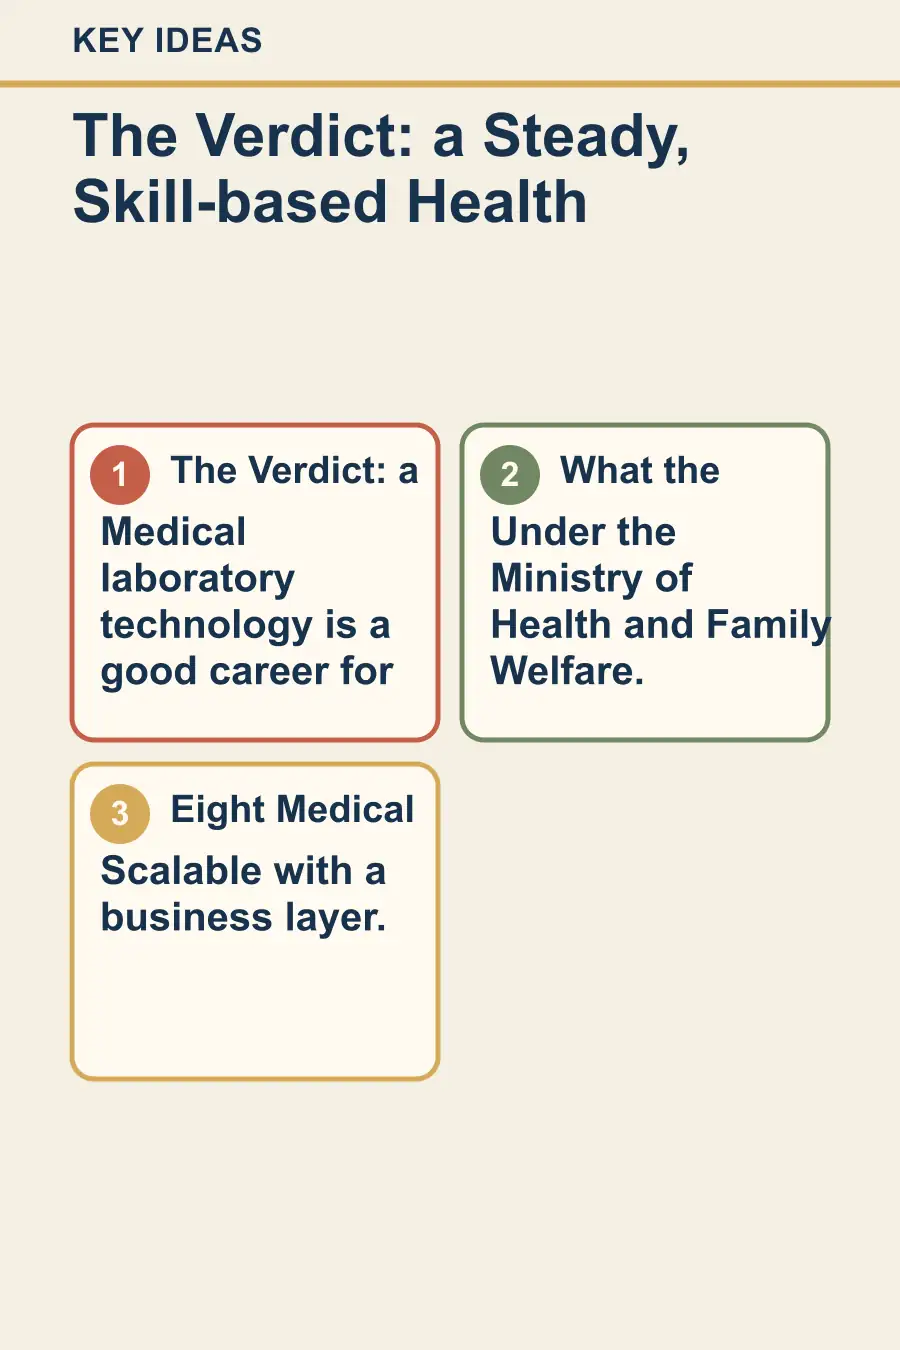 KEY IDEAS
The Verdict: a Steady,
Skill-based Health
1 The Verdict: a
Medical
laboratory
technology is a
good career for
2 What the
Under the
Ministry of
Health and Family
Welfare.
3 Eight Medical
Scalable with a
business layer.